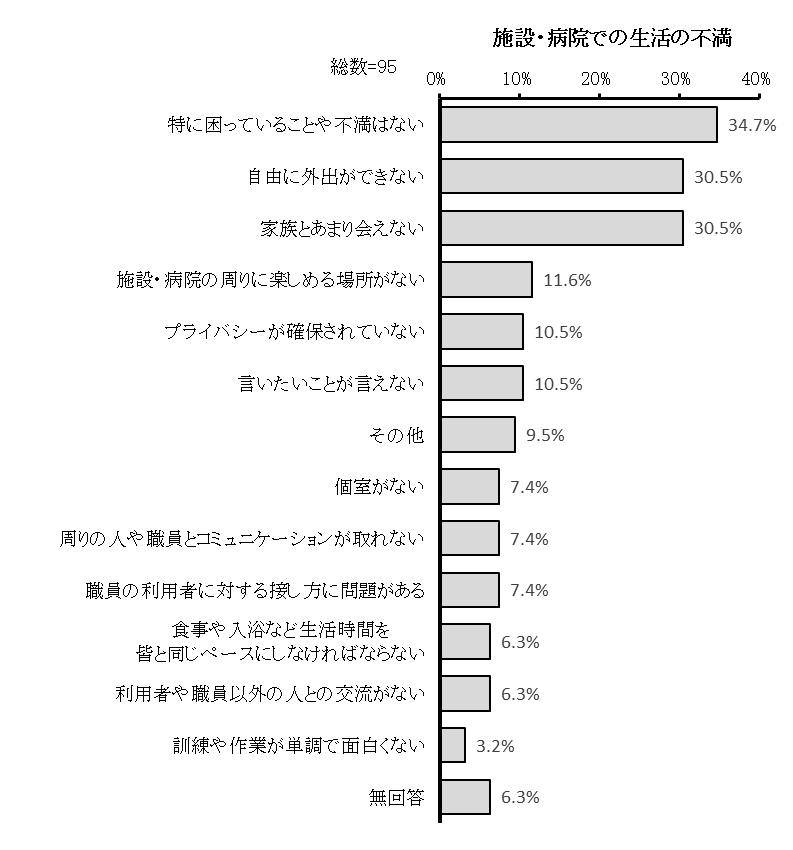 施設・病院での生活の不満
総数=95
0% 10% 20% 30% 40%
特に困っていることや不満はない 34.7%
自由に外出ができない 30.5%
家族とあまり会えない 30.5%
施設・病院の周りに楽しめる場所がない 11.6%
プライバシーが確保されていない 10.5%
言いたいことが言えない 10.5%
その他 9.5%
個室がない 7.4%
周りの人や職員とコミュニケーションが取れない 7.4%
職員の利用者に対する接し方に問題がある 7.4%
食事や入浴など生活時間を
皆と同じペースにしなければならない 6.3%
利用者や職員以外の人との交流がない 6.3%
訓練や作業が単調で面白くない 3.2%
無回答 6.3%